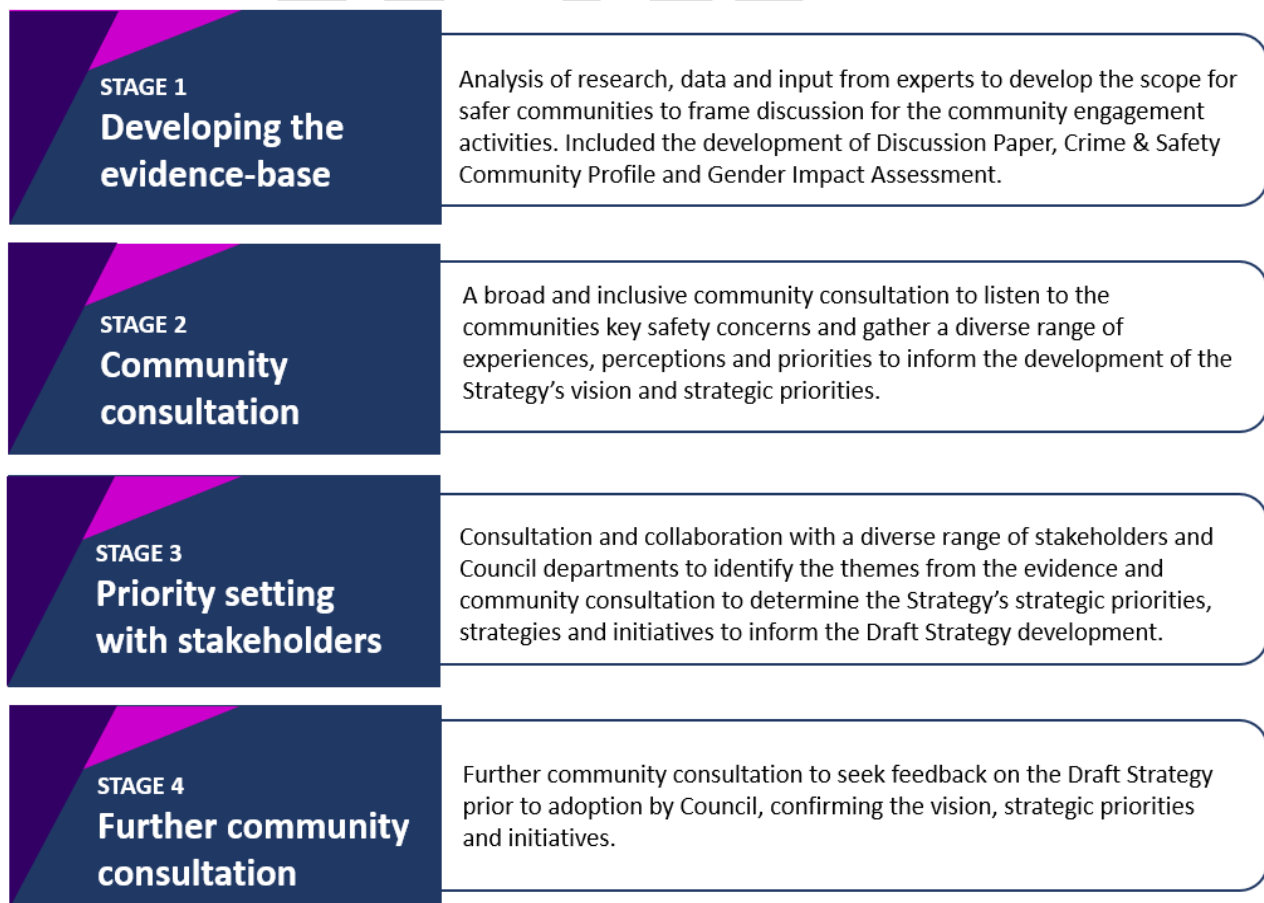 STAGE 1
Developing the
evidence-base
Analysis of research, data and input from experts to develop the scope for
safer communities to frame discussion for the community engagement
activities. Included the development of Discussion Paper, Crime & Safety
Community Profile and Gender Impact Assessment.
STAGE 2
Community
consultation
A broad and inclusive community consultation to listen to the
communities key safety concerns and gather a diverse range of
experiences, perceptions and priorities to inform the development of the
Strategy’s vision and strategic priorities.
STAGE 3
Priority setting
with stakeholders
Consultation and collaboration with a diverse range of stakeholders and
Council departments to identify the themes from the evidence and
community consultation to determine the Strategy’s strategic priorities,
strategies and initiatives to inform the Draft Strategy development.
STAGE 4
Further community
consultation
Further community consultation to seek feedback on the Draft Strategy
prior to adoption by Council, confirming the vision, strategic priorities
and initiatives.